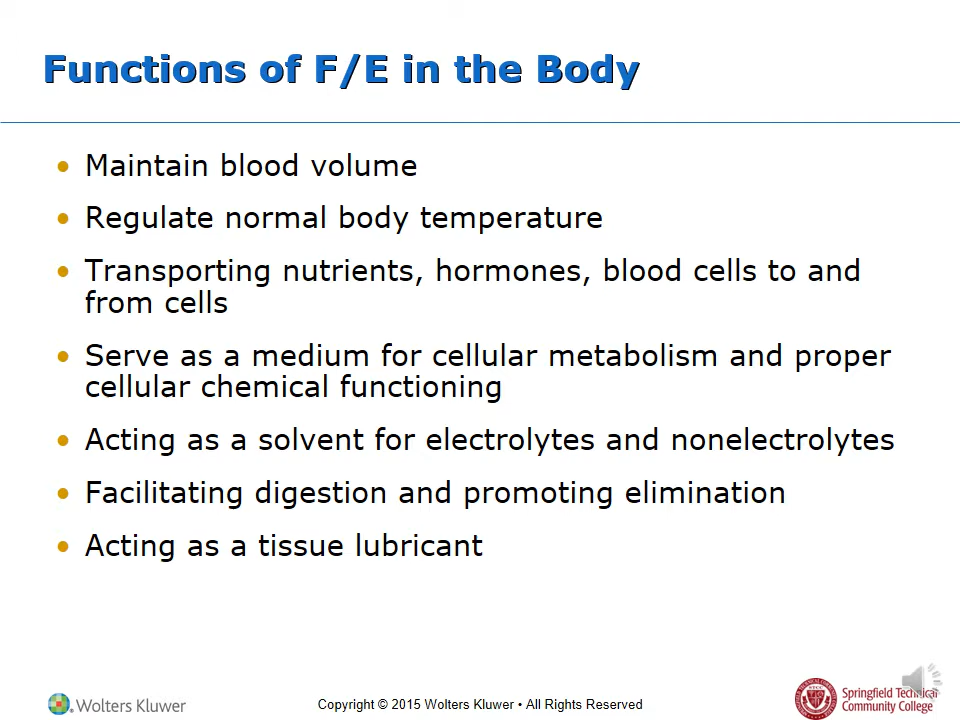 Functions of F/E in the Body
• Maintain blood volume
• Regulate normal body temperature
• Transporting nutrients, hormones, blood cells to and
from cells
• Serve as a medium for cellular metabolism and proper
cellular chemical functioning
• Acting as a solvent for electrolytes and nonelectrolytes
• Facilitating digestion and promoting elimination
• Acting as a tissue lubricant
Wolters Kluwer
Copyright © 2015 Wolters Kluwer • All Rights Reserved
Springfield Technical
Community College